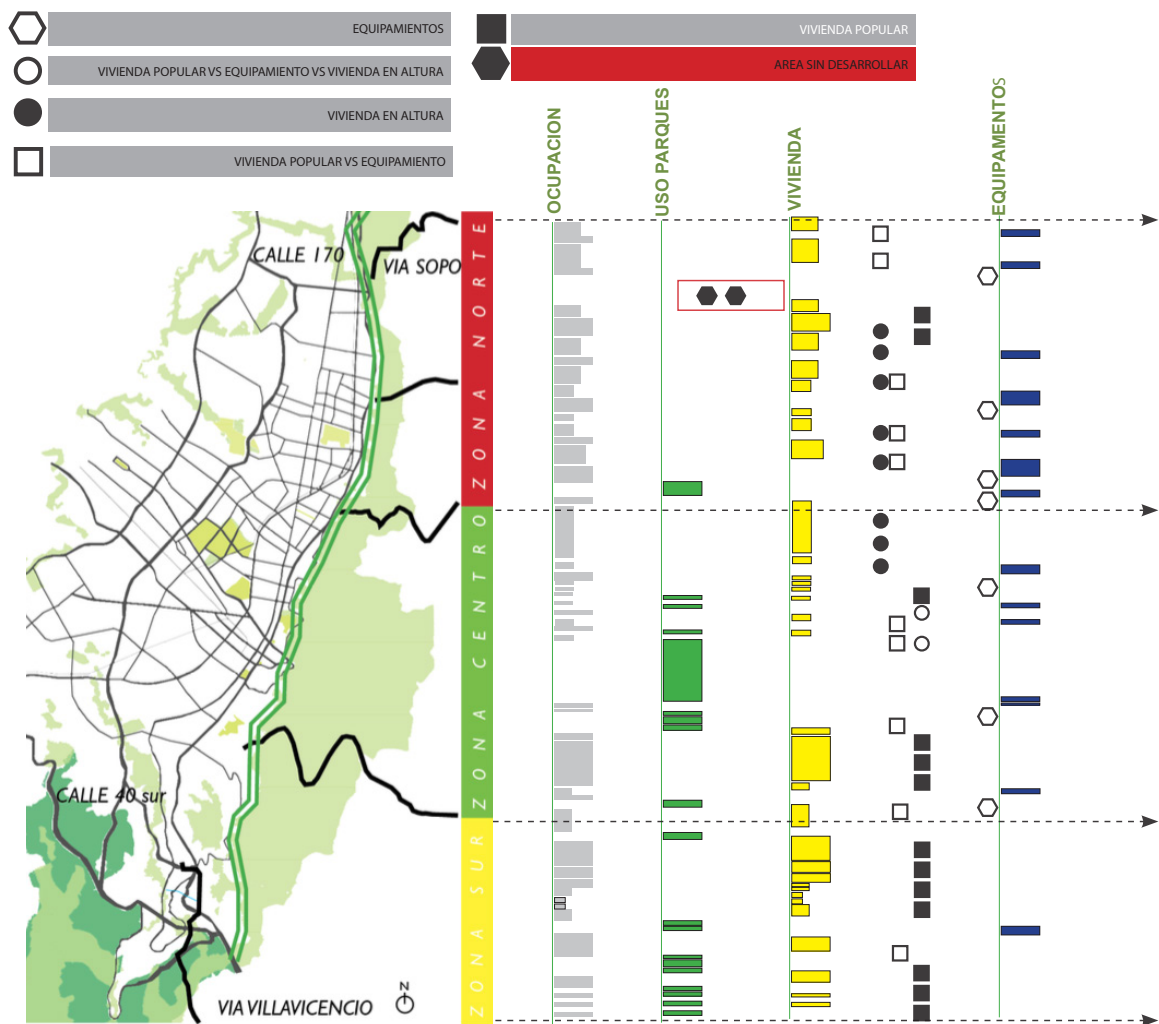 EQUIPAMIENTOS
VIVIENDA POPULAR VS EQUIPAMIENTO VS VIVIENDA EN ALTURA
VIVIENDA EN ALTURA
VIVIENDA POPULAR VS EQUIPAMIENTO
VIVIENDA POPULAR
AREA SIN DESARROLLAR
OCUPACION
USO PARQUES
VIVIENDA
EQUIPAMENTOS
CALLE 170
VIA SOPO
CALLE 40 sur
VIA VILLAVICENCIO
N
ZONA NORTE
ZONA CENTRO
ZONA SUR